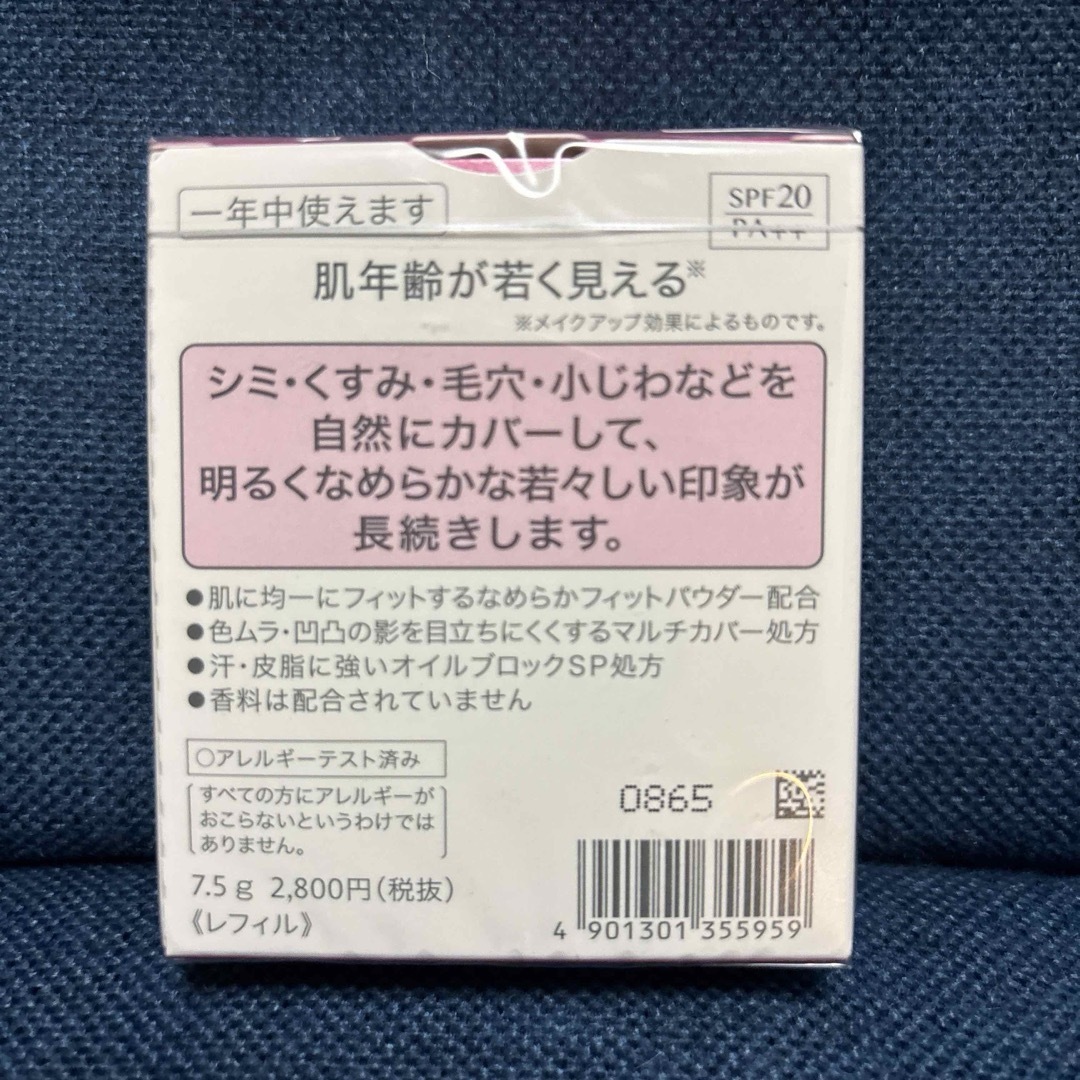 一年中使えます
SPF20
PA++
肌年齢が若く見える※
※メイクアップ効果によるものです。
シミ・くすみ・毛穴・小じわなどを
自然にカバーして、
明るくなめらかな若々しい印象が
長続きします。
●肌に均一にフィットするなめらかフィットパウダー配合
●色ムラ・凹凸の影を目立ちにくくするマルチカバー処方
●汗・皮脂に強いオイルブロックSP処方
●香料は配合されていません
○アレルギーテスト済み
すべての方にアレルギーが
おこらないというわけでは
ありません。
0865
7.5g 2,800円(税抜)
《レフィル》
4 901301 355959